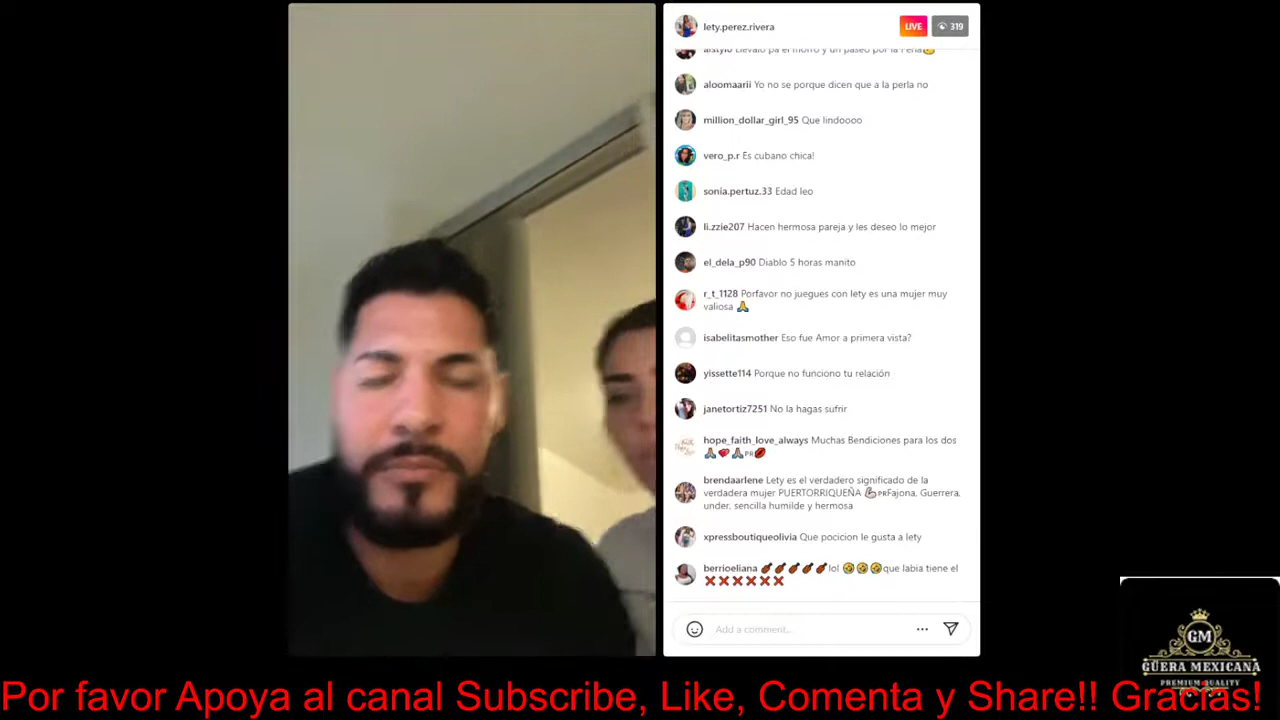 lety.perez.rivera
LIVE
319
aloomaarii Yo no se porque dicen que a la perla no
million_dollar_girl_95 Que lindoooo
vero_p.r Es cubano chica!
sonia.pertuz.33 Edad leo
li.zzie207 Hacen hermosa pareja y les deseo lo mejor
el_dela_p90 Diablo 5 horas manito
r_t_1128 Porfavor no juegues con lety es una mujer muy
valiosa 🙏
isabelitasmother Eso fue Amor a primera vista?
yissette114 Porque no funciono tu relación
janetortiz7251 No la hagas sufrir
hope_faith_love_always Muchas Bendiciones para los dos
🙏🏽💖🙏🏽🇵🇷💋
brendaarlene Lety es el verdadero significado de la
verdadera mujer PUERTORRIQUEÑA 💪🇵🇷Fajona, Guerrera,
under, sencilla humilde y hermosa
xpressboutiqueolivia Que pocicion le gusta a lety
berrioeliana 🍠🍠🍠🍠🍠lol 🤣🤣🤣que labia tiene el
❌❌❌❌❌❌
Add a comment...
GM
GÜERA MEXICANA
PREMIUM QUALITY
Por favor Apoya al canal Subscribe, Like, Comenta y Share!! Gracias!